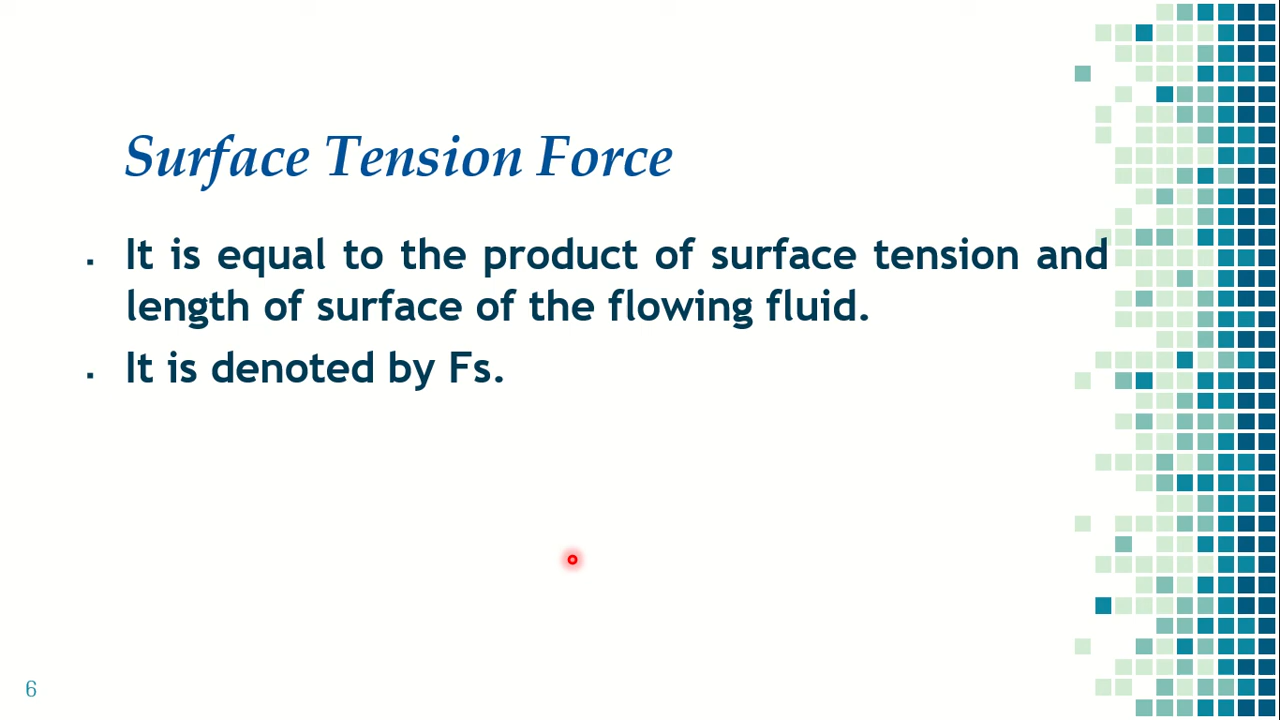 Surface Tension Force
▪ It is equal to the product of surface tension and
length of surface of the flowing fluid.
▪ It is denoted by Fs.
6